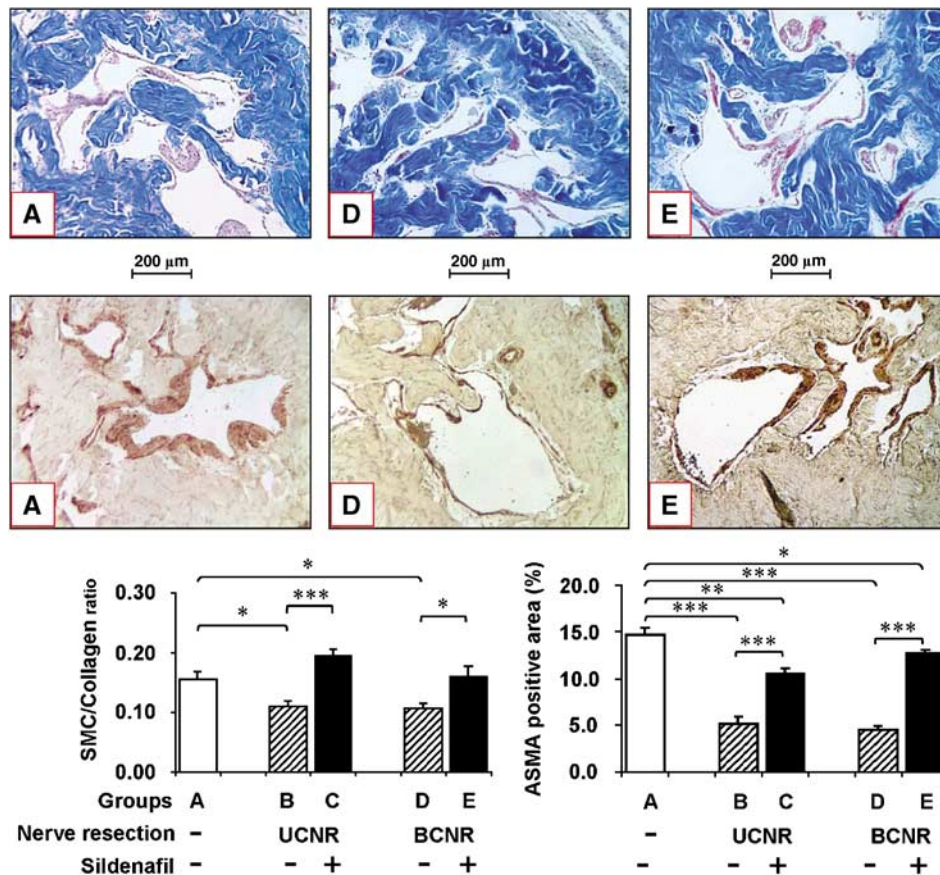 A D E
200 μm 200 μm 200 μm
A D E
SMC/Collagen ratio
0.30
0.20
0.10
0.00
* * *** *
Groups A B C D E
Nerve resection – UCNR BCNR
Sildenafil – – + – +
ASMA positive area (%)
20.0
15.0
10.0
5.0
0.0
*
***
**
***
*** ***
A B C D E
– UCNR BCNR
– – + – +